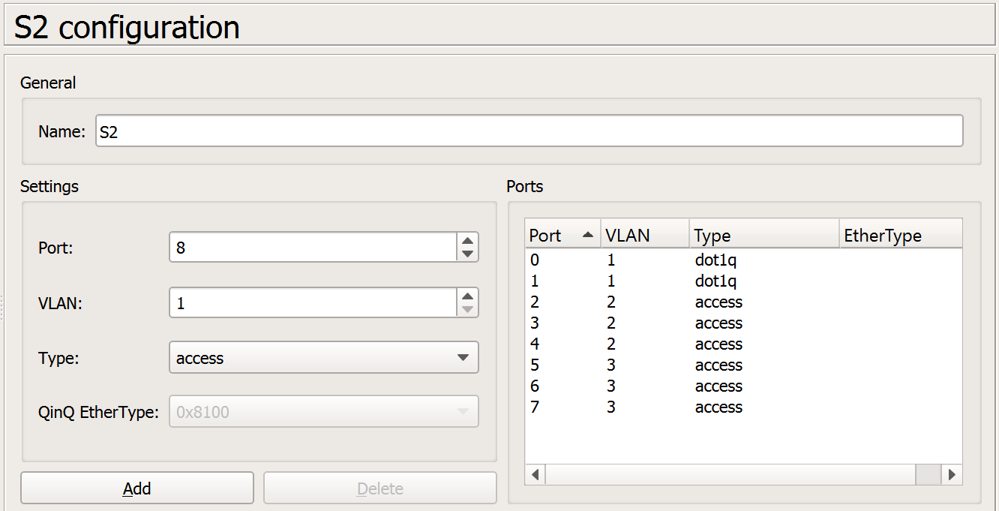 S2 configuration
General
Name: S2
Settings
Port: 8
VLAN: 1
Type: access
QinQ EtherType: 0x8100
Add Delete
Ports
Port VLAN Type EtherType
0 1 dot1q
1 1 dot1q
2 2 access
3 2 access
4 2 access
5 3 access
6 3 access
7 3 access